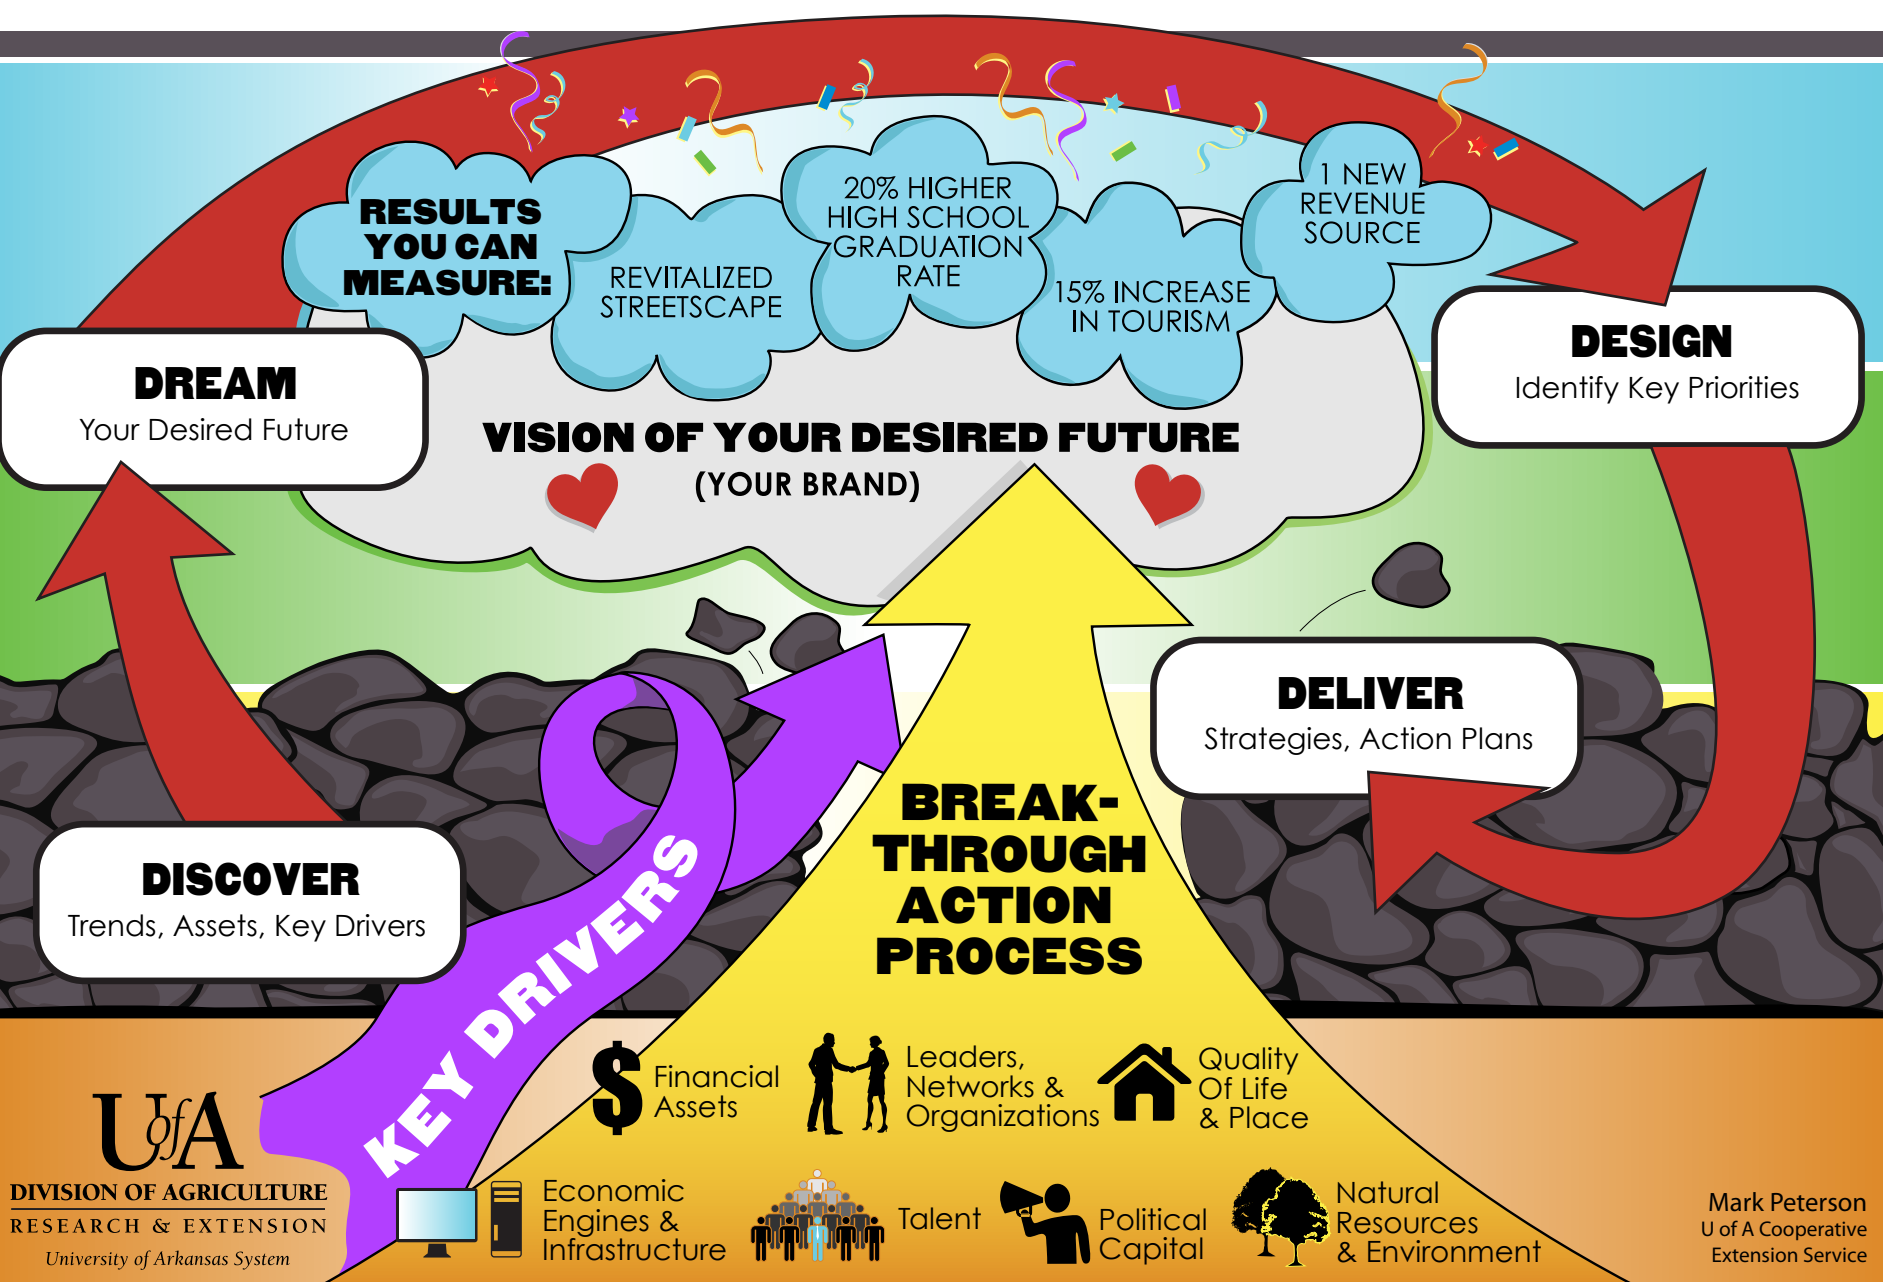 RESULTS
YOU CAN
MEASURE:
REVITALIZED
STREETSCAPE
20% HIGHER
HIGH SCHOOL
GRADUATION
RATE
15% INCREASE
IN TOURISM
1 NEW
REVENUE
SOURCE
DREAM
Your Desired Future
DESIGN
Identify Key Priorities
VISION OF YOUR DESIRED FUTURE
(YOUR BRAND)
DELIVER
Strategies, Action Plans
DISCOVER
Trends, Assets, Key Drivers
KEY DRIVERS
BREAK-
THROUGH
ACTION
PROCESS
Financial
Assets
Leaders,
Networks &
Organizations
Quality
Of Life
& Place
Economic
Engines &
Infrastructure
Talent
Political
Capital
Natural
Resources
& Environment
UofA
DIVISION OF AGRICULTURE
RESEARCH & EXTENSION
University of Arkansas System
Mark Peterson
U of A Cooperative
Extension Service